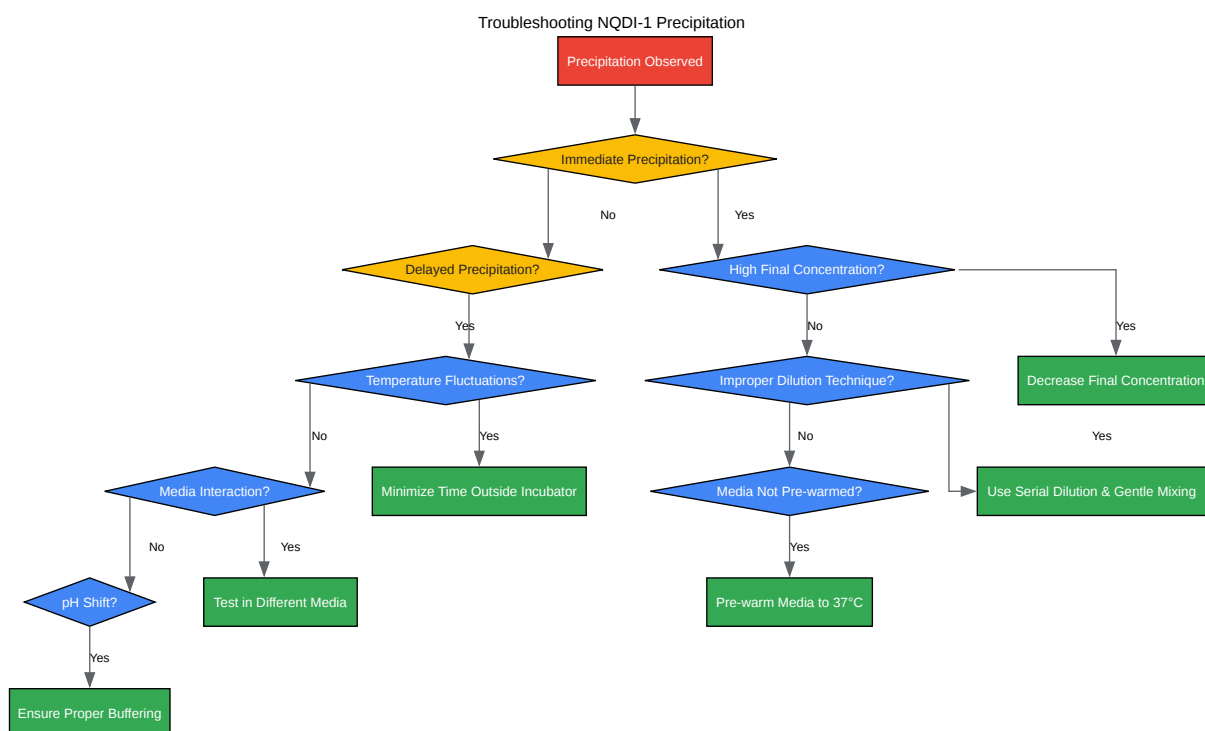 Troubleshooting NQDI-1 Precipitation
Precipitation Observed
Immediate Precipitation?
No
Yes
Delayed Precipitation?
High Final Concentration?
Yes
No
Yes
Temperature Fluctuations?
Improper Dilution Technique?
Decrease Final Concentration
No
Yes
No
Yes
Media Interaction?
Minimize Time Outside Incubator
Media Not Pre-warmed?
Use Serial Dilution & Gentle Mixing
No
Yes
Yes
pH Shift?
Test in Different Media
Pre-warm Media to 37°C
Yes
Ensure Proper Buffering